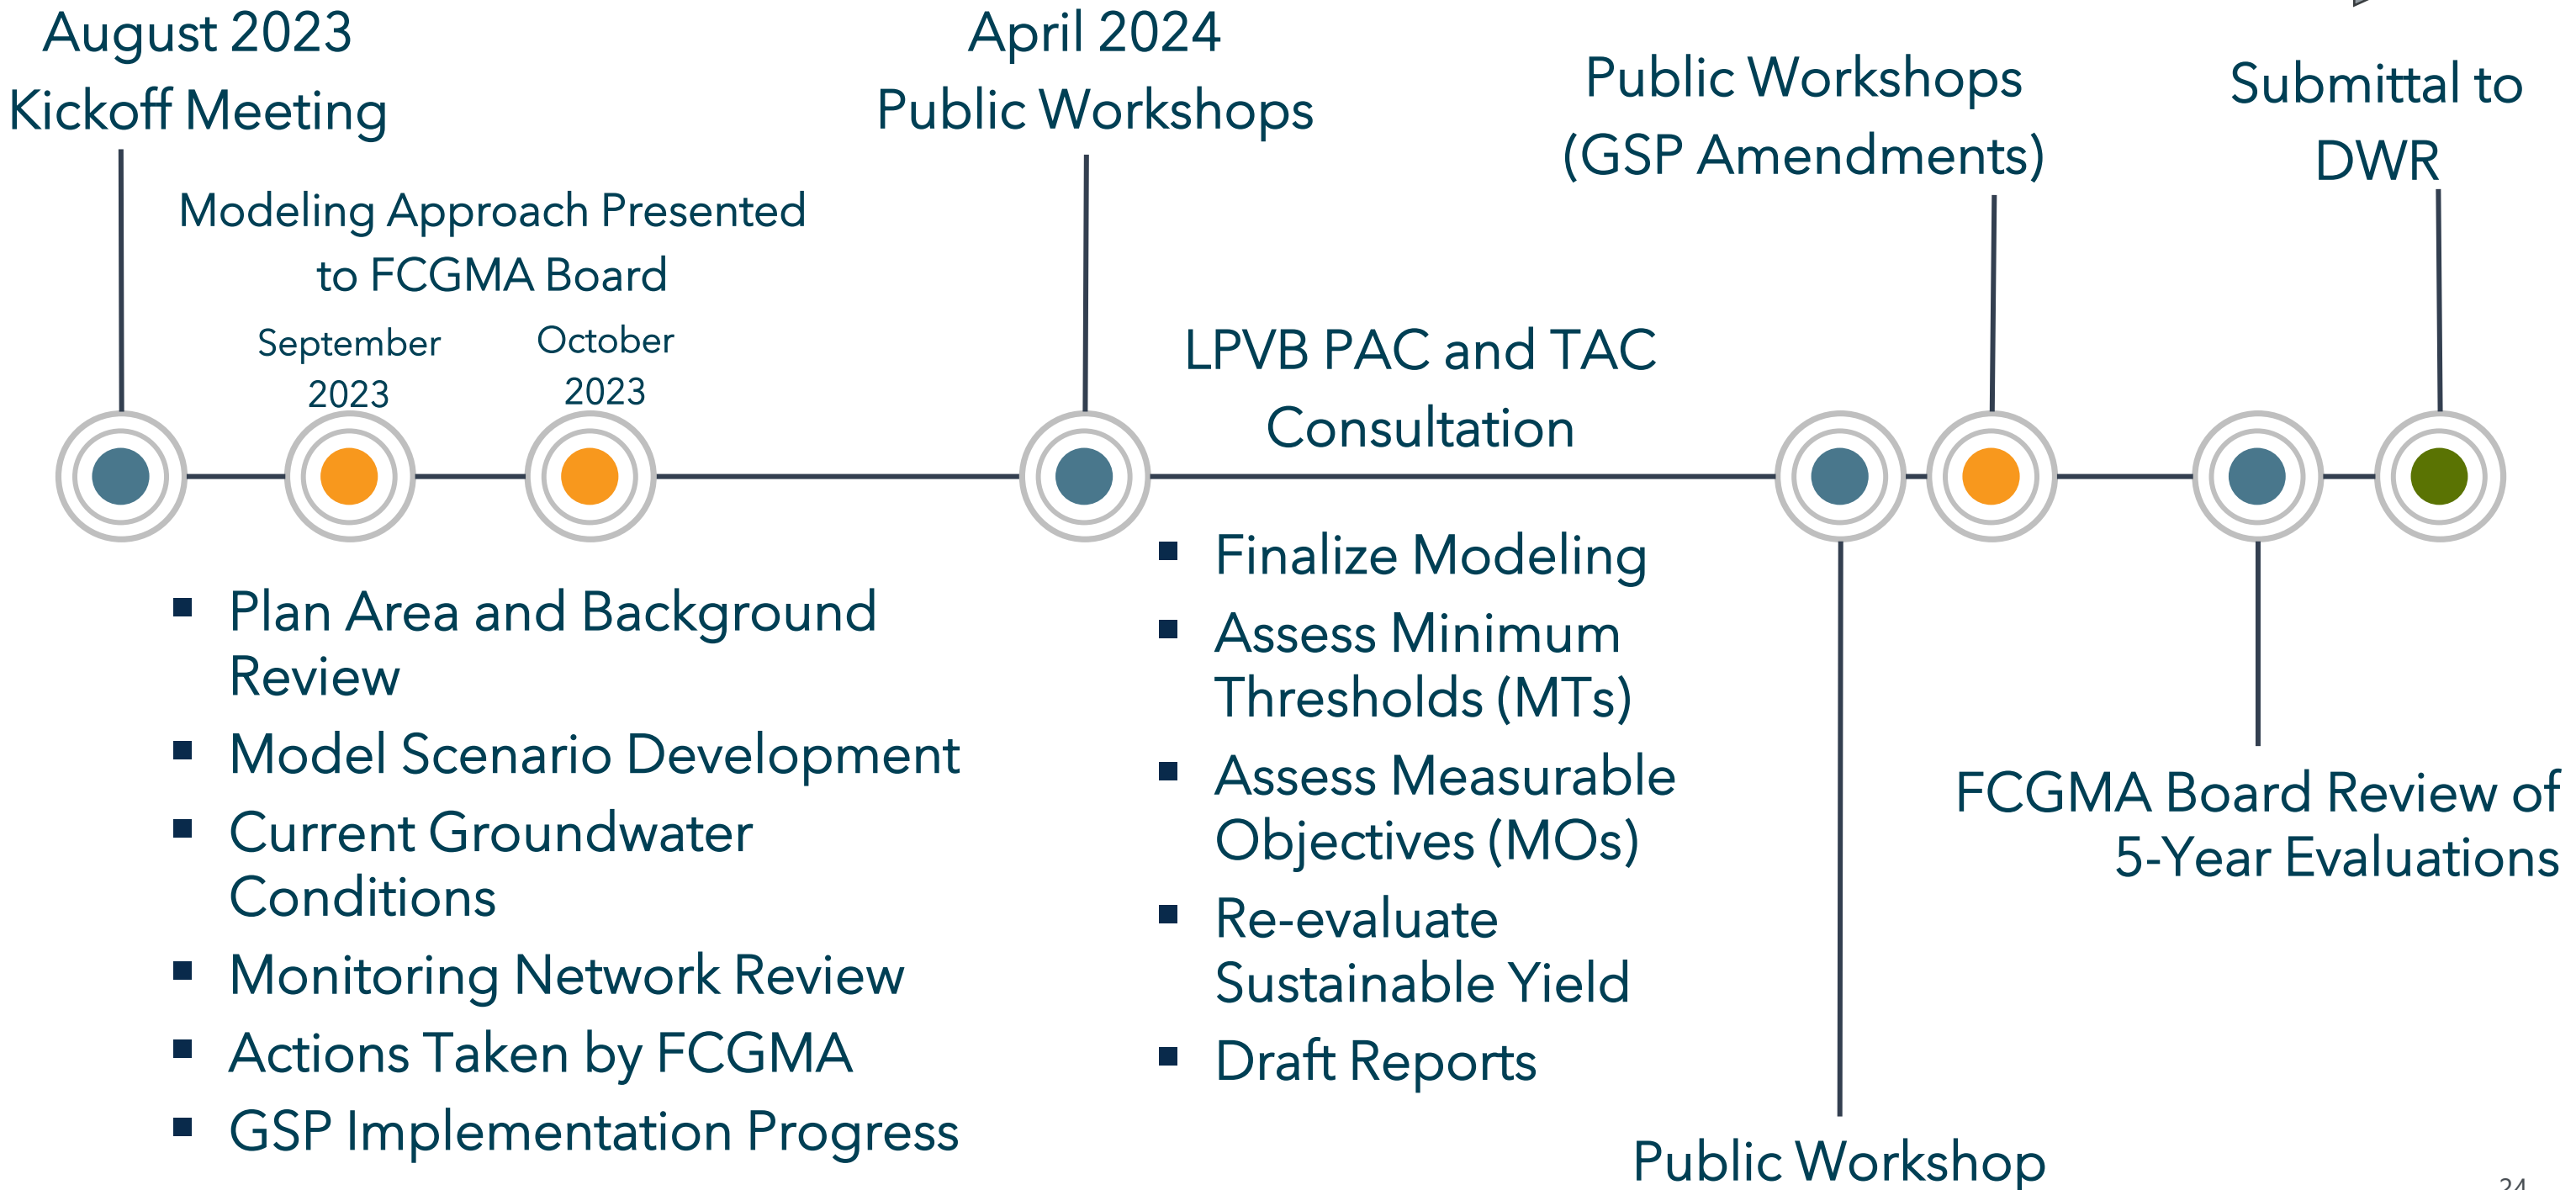 August 2023
Kickoff Meeting
Modeling Approach Presented
to FCGMA Board
September
2023
October
2023
April 2024
Public Workshops
LPVB PAC and TAC
Consultation
Public Workshops
(GSP Amendments)
Submittal to
DWR
▪ Plan Area and Background
Review
▪ Model Scenario Development
▪ Current Groundwater
Conditions
▪ Monitoring Network Review
▪ Actions Taken by FCGMA
▪ GSP Implementation Progress
▪ Finalize Modeling
▪ Assess Minimum
Thresholds (MTs)
▪ Assess Measurable
Objectives (MOs)
▪ Re-evaluate
Sustainable Yield
▪ Draft Reports
Public Workshop
FCGMA Board Review of
5-Year Evaluations
24